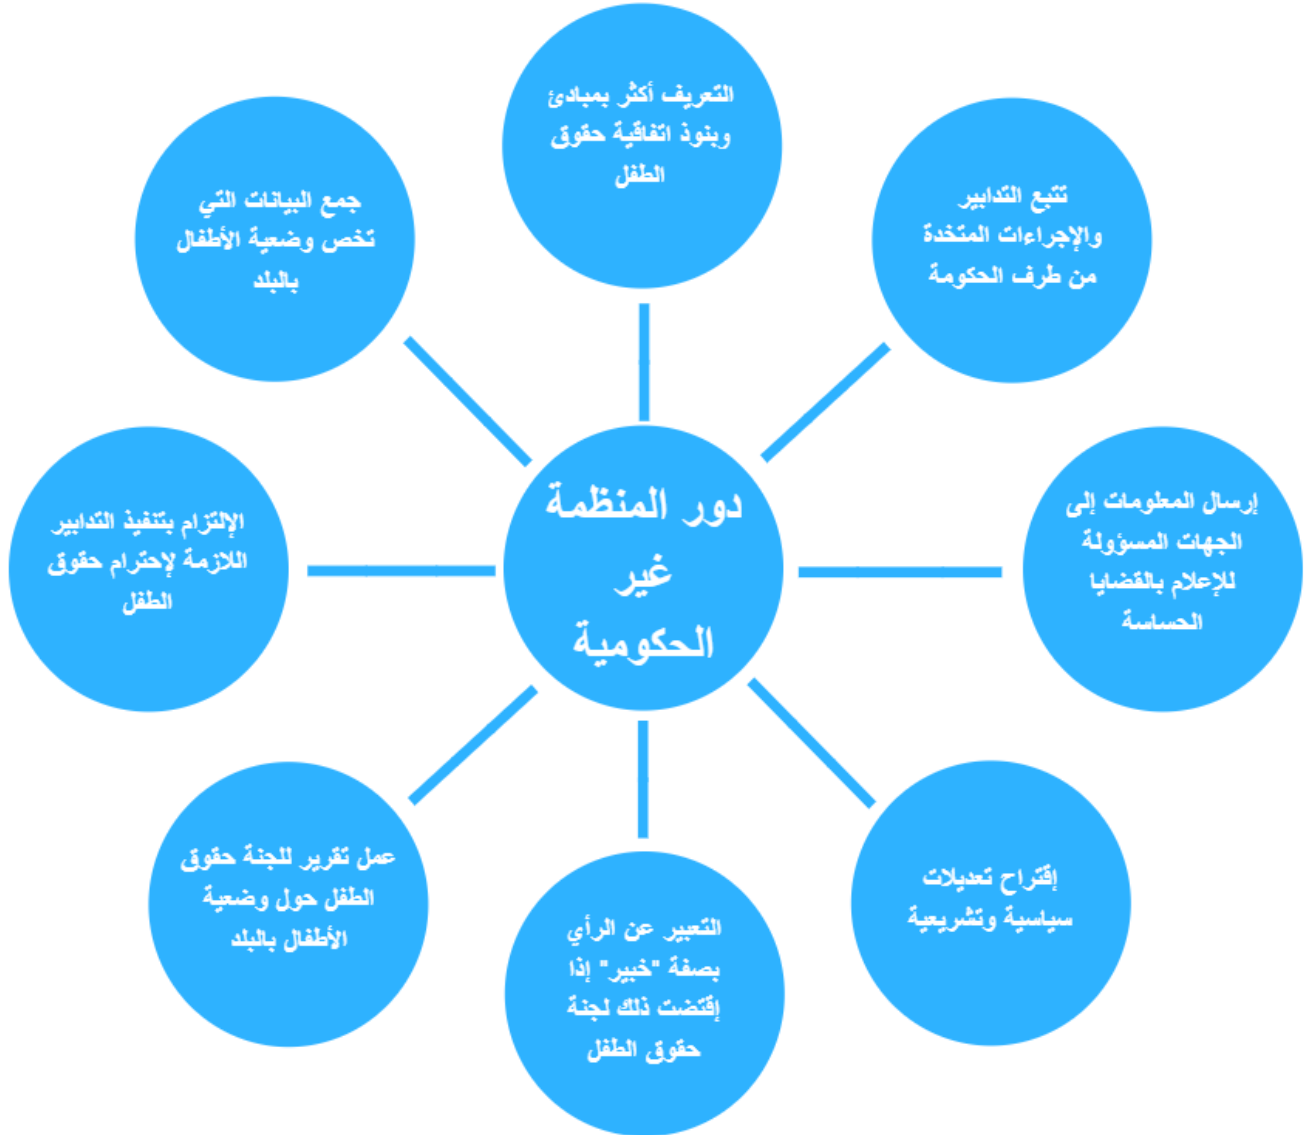 التعريف أكثر بمبادئ
وبنوذ اتفاقية حقوق
الطفل
تتبع التدابير
والإجراءات المتخدة
من طرف الحكومة
إرسال المعلومات إلى
الجهات المسؤولة
للإعلام بالقضايا
الحساسة
إقتراح تعديلات
سياسية وتشريعية
التعبير عن الرأي
بصفة "خبير" إذا
إقتضت ذلك لجنة
حقوق الطفل
عمل تقرير للجنة حقوق
الطفل حول وضعية
الأطفال بالبلد
الإلتزام بتنفيذ التدابير
اللازمة لإحترام حقوق
الطفل
جمع البيانات التي
تخص وضعية الأطفال
بالبلد
دور المنظمة
غير
الحكومية